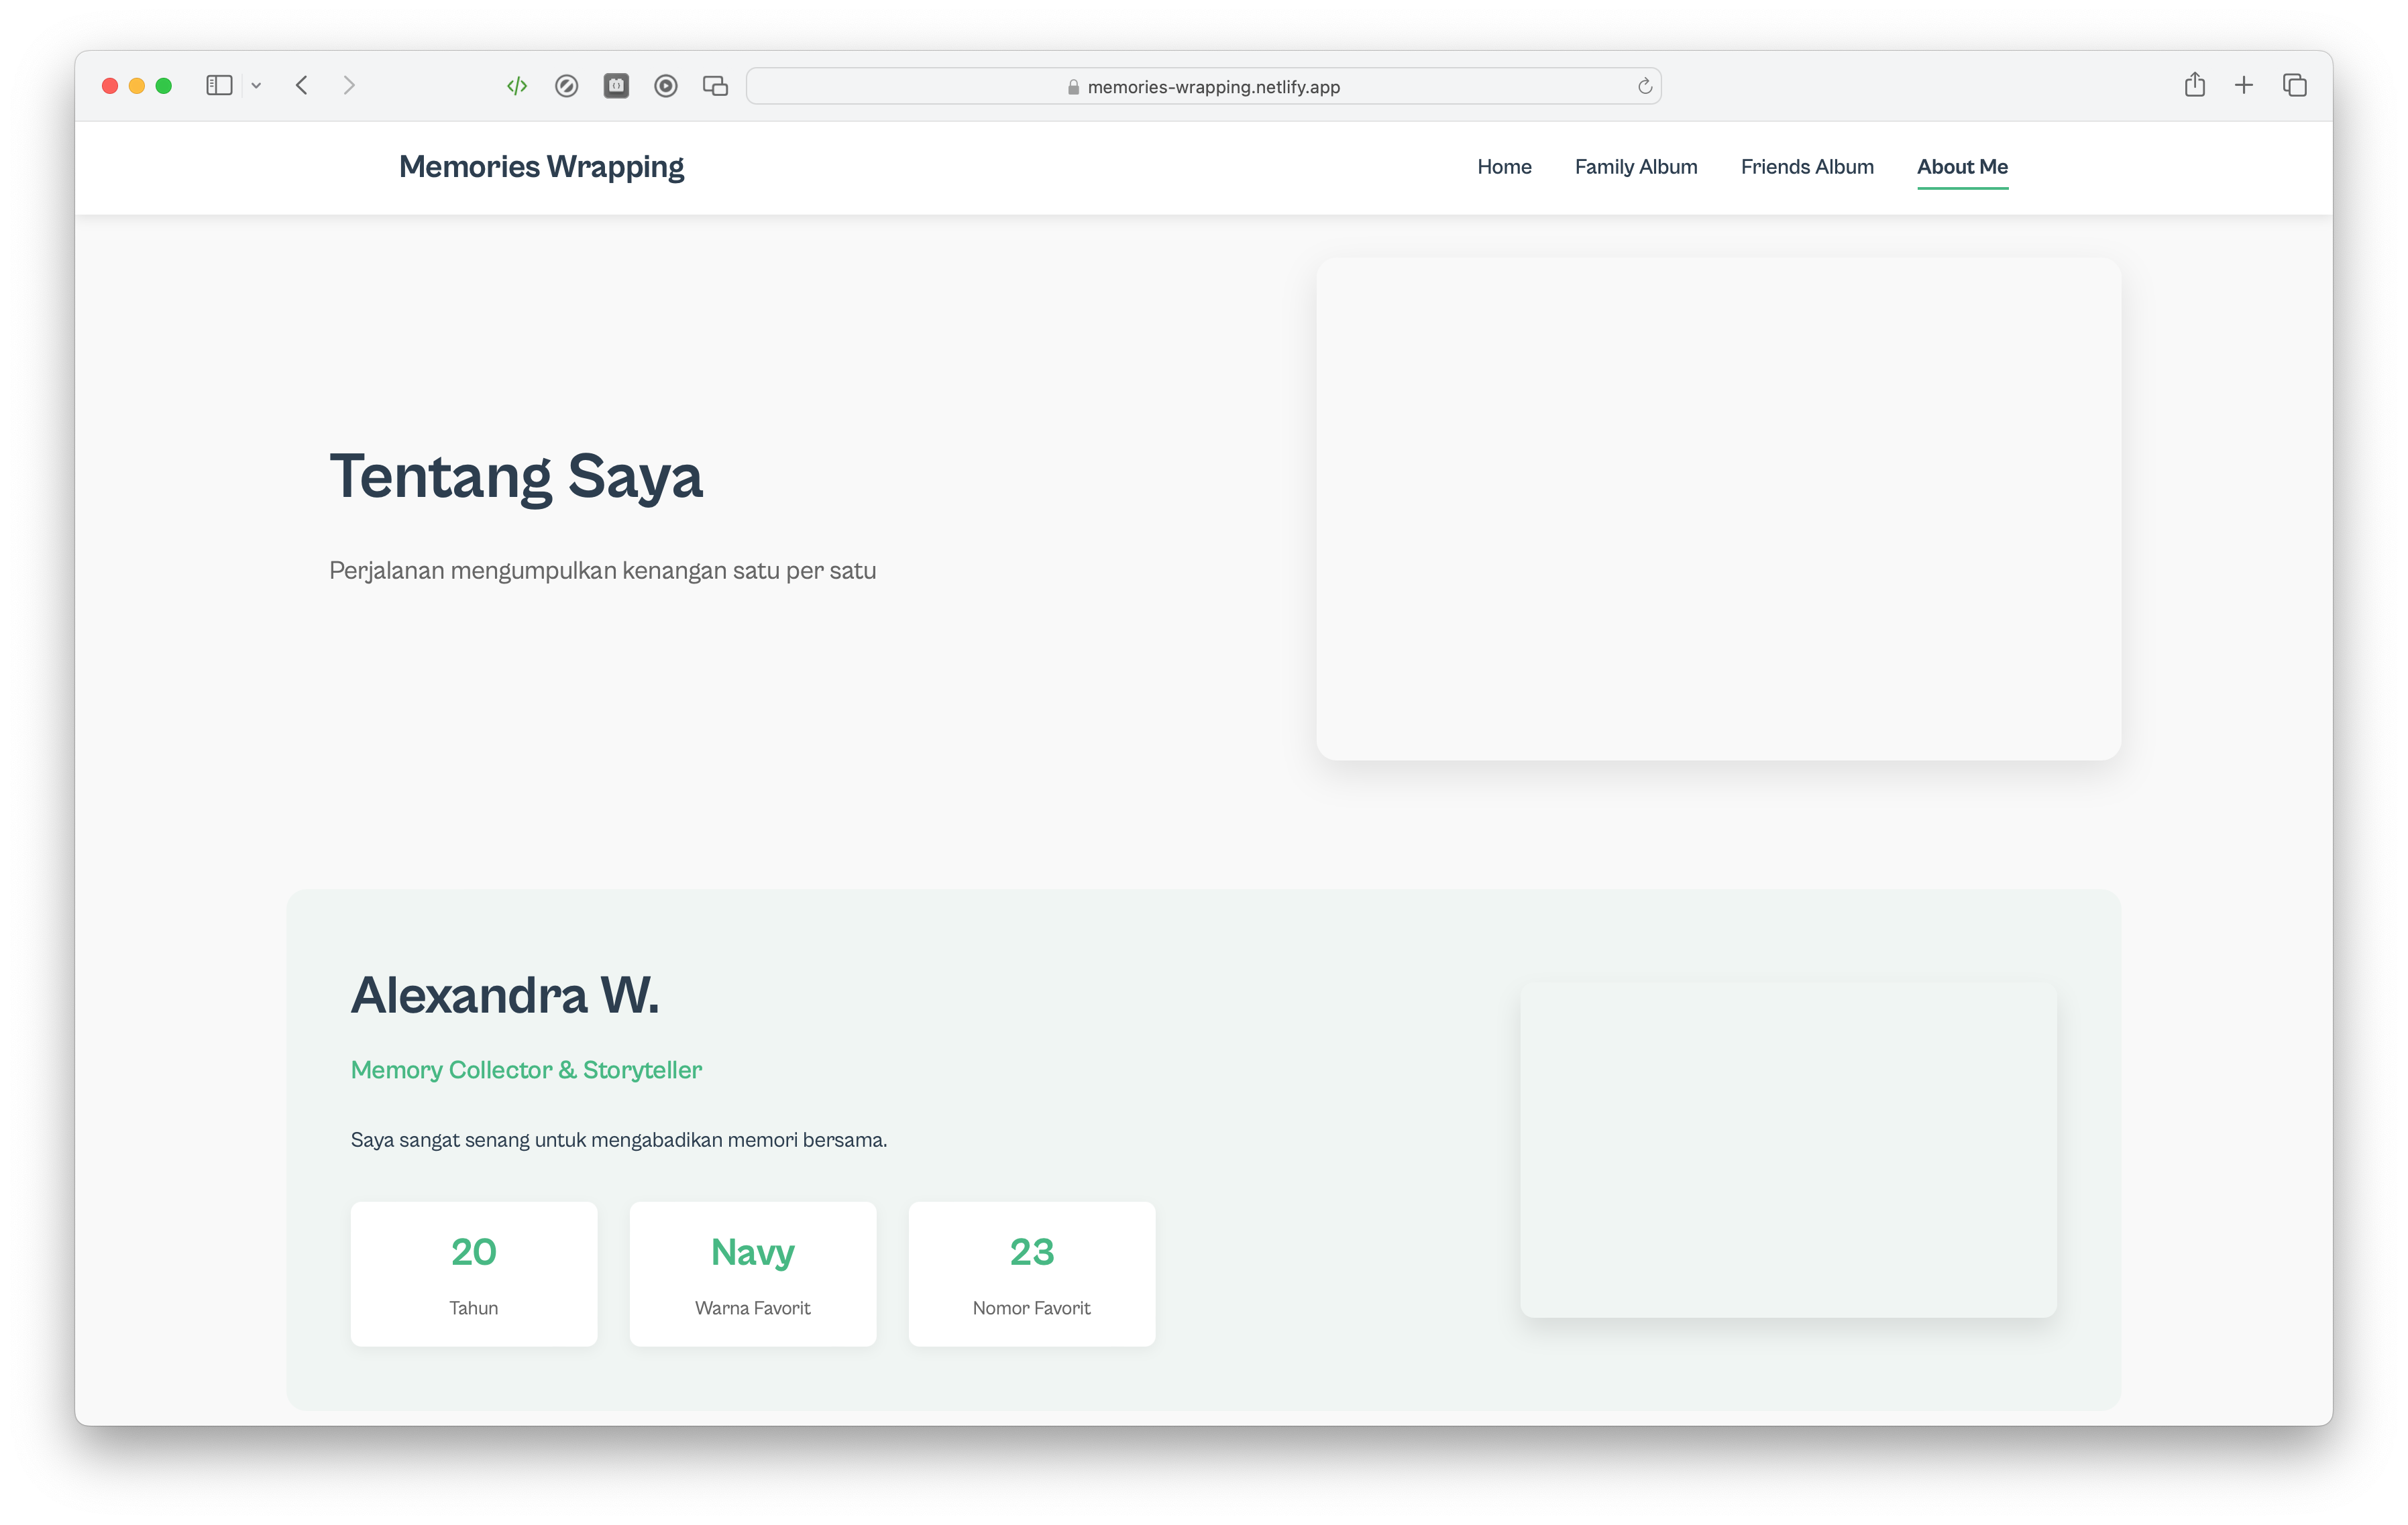 memories-wrapping.netlify.app
Memories Wrapping
Home Family Album Friends Album About Me
Tentang Saya
Perjalanan mengumpulkan kenangan satu per satu
Alexandra W.
Memory Collector & Storyteller
Saya sangat senang untuk mengabadikan memori bersama.
20 Navy 23
Tahun Warna Favorit Nomor Favorit